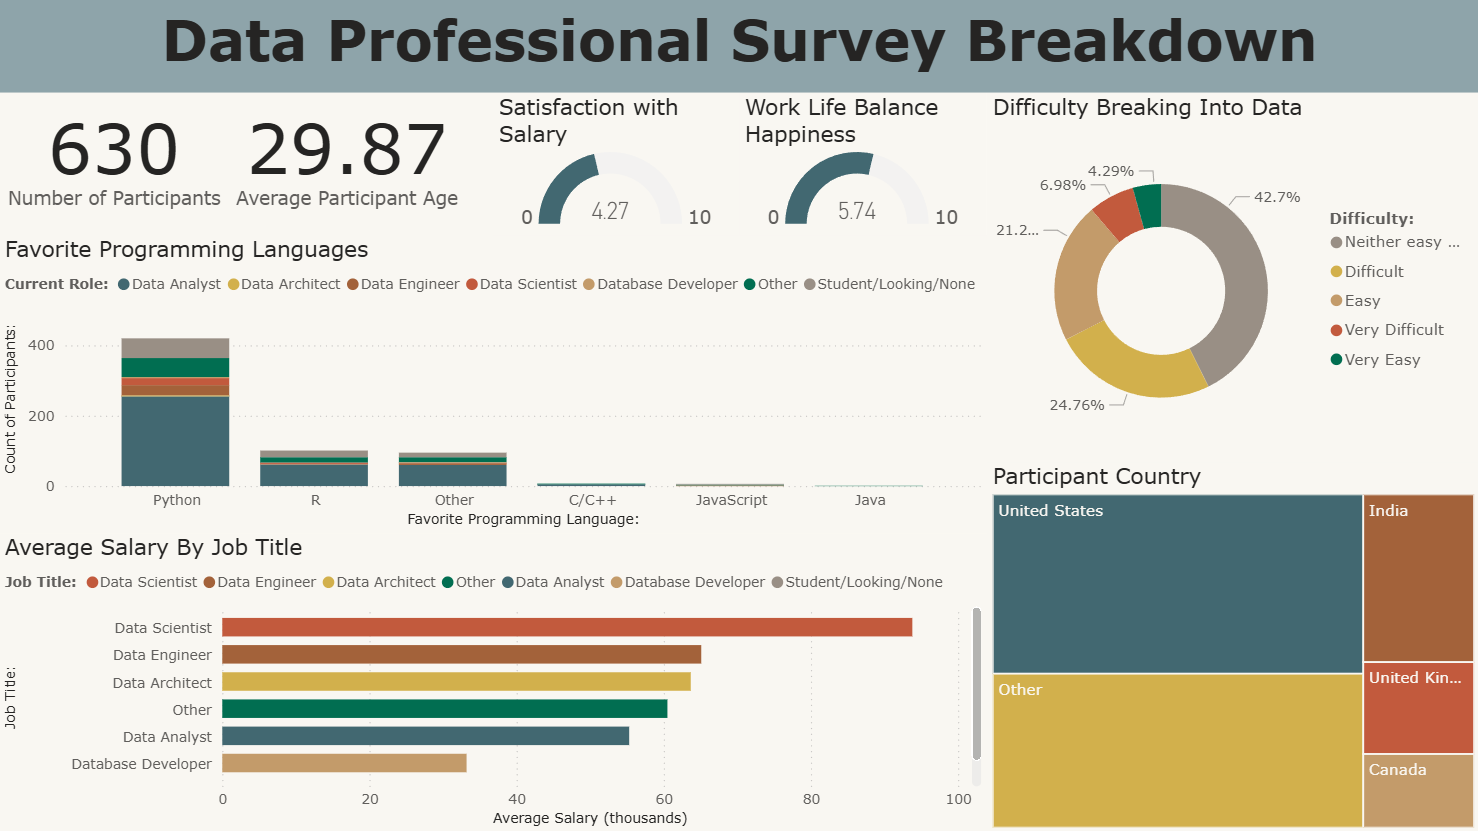 Data Professional Survey Breakdown
630
Number of Participants
29.87
Average Participant Age
Satisfaction with
Salary
0
4.27
10
Work Life Balance
Happiness
0
5.74
10
Difficulty Breaking Into Data
4.29%
6.98%
42.7%
21.2...
24.76%
Difficulty:
Neither easy ...
Difficult
Easy
Very Difficult
Very Easy
Favorite Programming Languages
Current Role: Data Analyst Data Architect Data Engineer Data Scientist Database Developer Other Student/Looking/None
Count of Participants:
400
200
0
Python R Other C/C++ JavaScript Java
Favorite Programming Language:
Average Salary By Job Title
Job Title: Data Scientist Data Engineer Data Architect Other Data Analyst Database Developer Student/Looking/None
Job Title:
Data Scientist
Data Engineer
Data Architect
Other
Data Analyst
Database Developer
0 20 40 60 80 100
Average Salary (thousands)
Participant Country
United States
India
Other
United Kin...
Canada